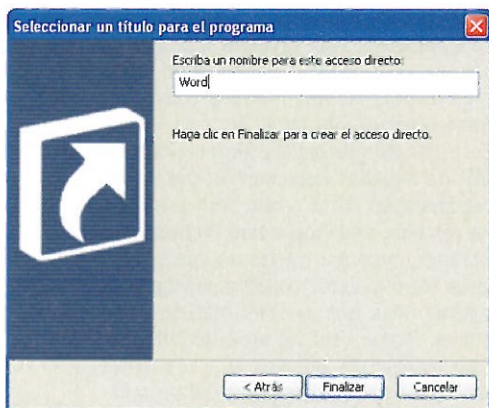 Seleccionar un título para el programa
Escriba un nombre para este acceso directo:
Word
Haga clic en Finalizar para crear el acceso directo.
< Atrás Finalizar Cancelar